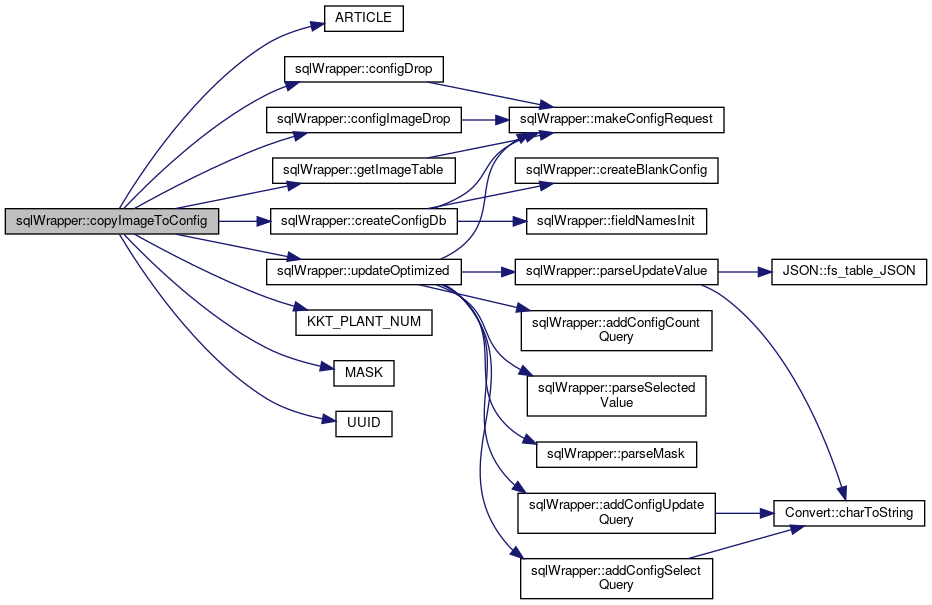 ARTICLE
sqlWrapper::configDrop
sqlWrapper::configImageDrop
sqlWrapper::makeConfigRequest
sqlWrapper::getImageTable
sqlWrapper::createBlankConfig
sqlWrapper::copyImageToConfig
sqlWrapper::createConfigDb
sqlWrapper::fieldNamesInit
sqlWrapper::updateOptimized
sqlWrapper::parseUpdateValue
JSON::fs_table_JSON
KKT_PLANT_NUM
sqlWrapper::addConfigCount
Query
MASK
sqlWrapper::parseSelected
Value
UUID
sqlWrapper::parseMask
sqlWrapper::addConfigUpdate
Query
Convert::charToString
sqlWrapper::addConfigSelect
Query